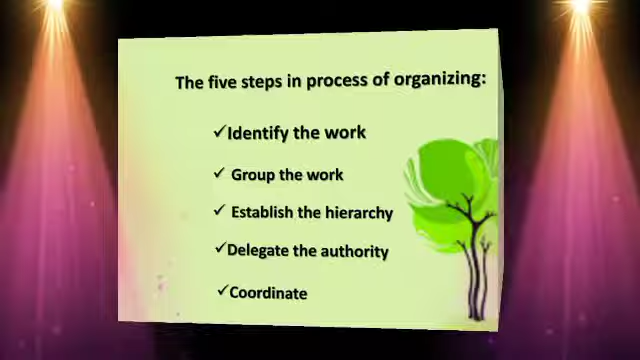 The five steps in process of organizing:
✓Identify the work
✓ Group the work
✓ Establish the hierarchy
✓Delegate the authority
✓Coordinate